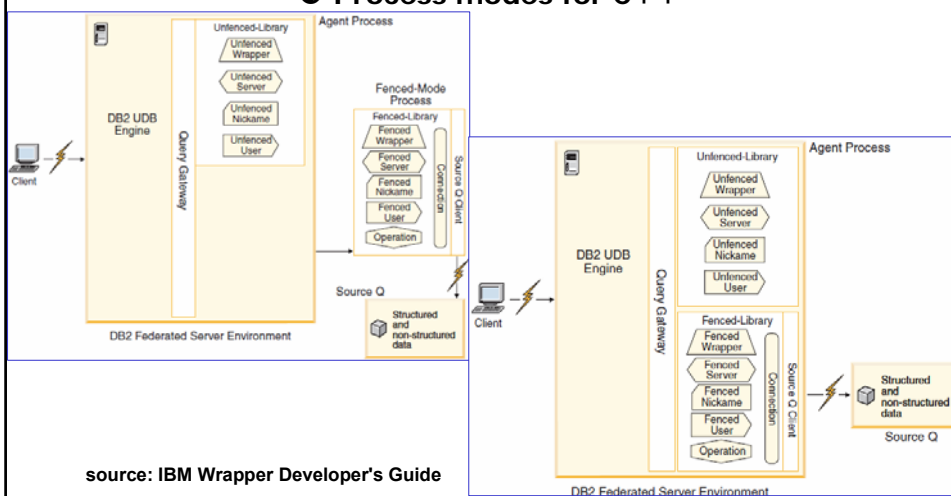 Process modes for C++
Agent Process
Unfenced-Library
Unfenced
Wrapper
Unfenced
Server
Unfenced
Nickame
Unfenced
User
DB2 UDB
Engine
Query Gateway
Client
Fenced-Mode
Process
Fenced-Library
Fenced
Wrapper
Fenced
Server
Fenced
Nickame
Fenced
User
Operation
Connection
Source Q Client
Source Q
Structured
and
non-structured
data
DB2 Federated Server Environment
Agent Process
Unfenced-Library
Unfenced
Wrapper
Unfenced
Server
Unfenced
Nickame
Unfenced
User
DB2 UDB
Engine
Query Gateway
Client
Fenced-Library
Fenced
Wrapper
Fenced
Server
Fenced
Nickame
Fenced
User
Operation
Connection
Source Q Client
Structured
and
non-structured
data
Source Q
DB2 Federated Server Environment
source: IBM Wrapper Developer's Guide